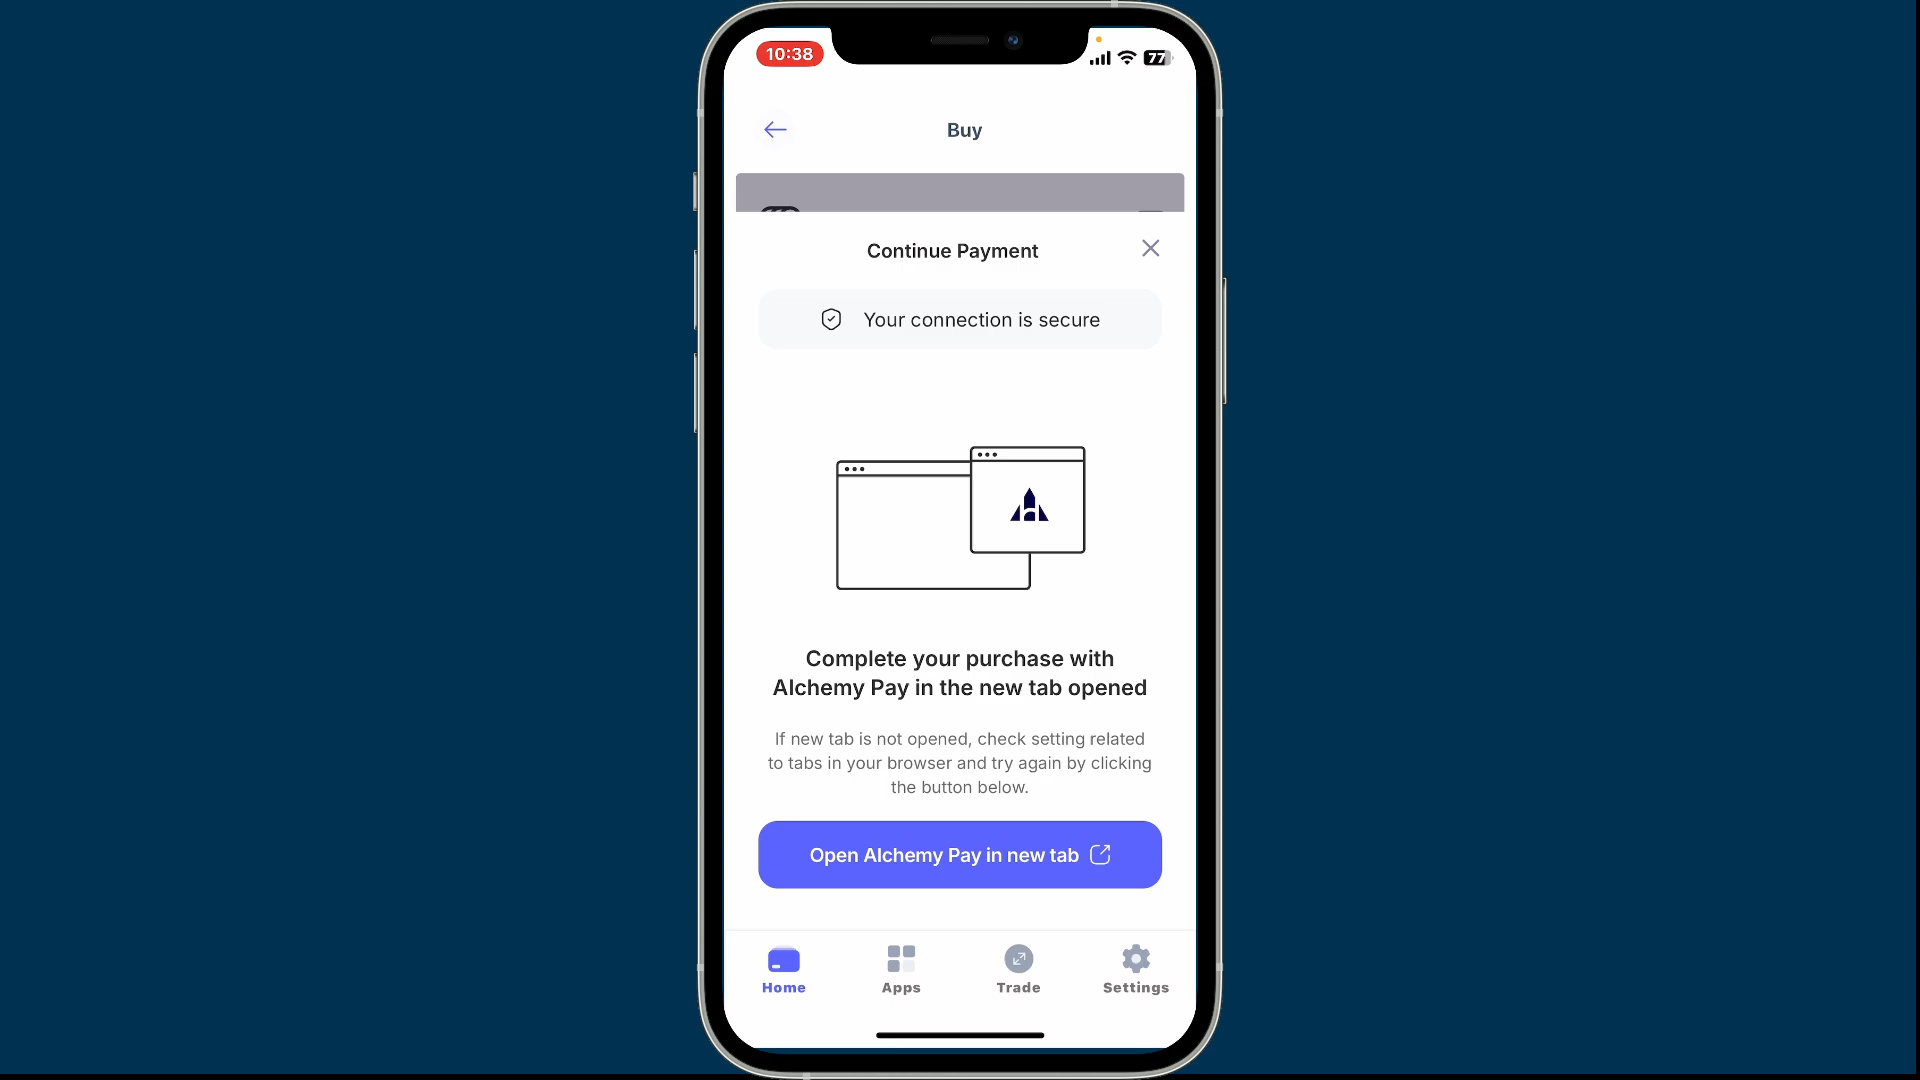 10:38
77
Buy
Continue Payment
Your connection is secure
Complete your purchase with
Alchemy Pay in the new tab opened
If new tab is not opened, check setting related
to tabs in your browser and try again by clicking
the button below.
Open Alchemy Pay in new tab
Home
Apps
Trade
Settings